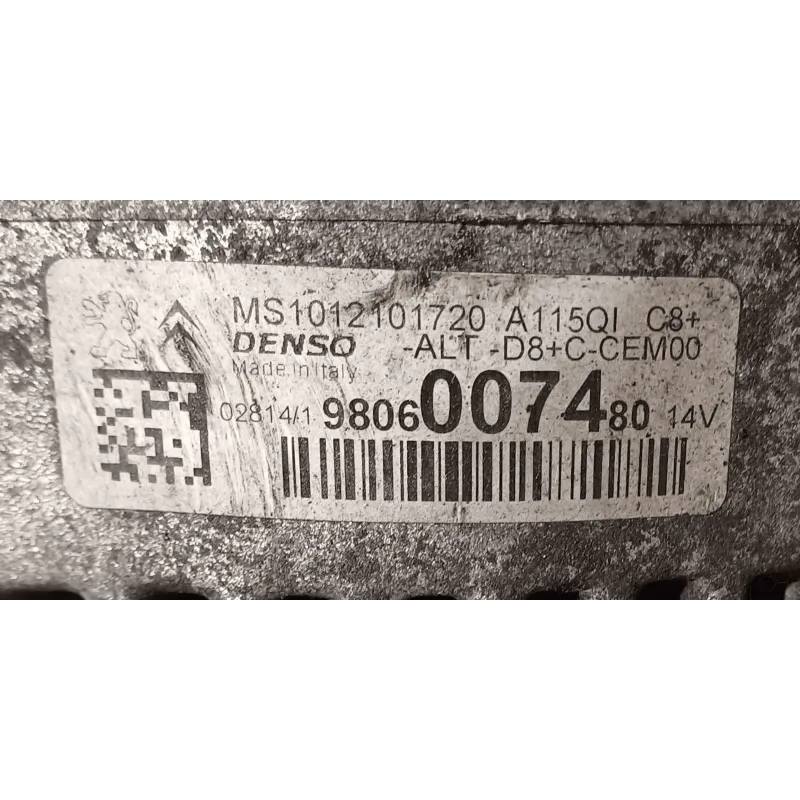 MS1012101720 A115QI C8+
DENSO -ALT -D8+C-CEM00
Made in Italy
02814/1 9806007480 14V